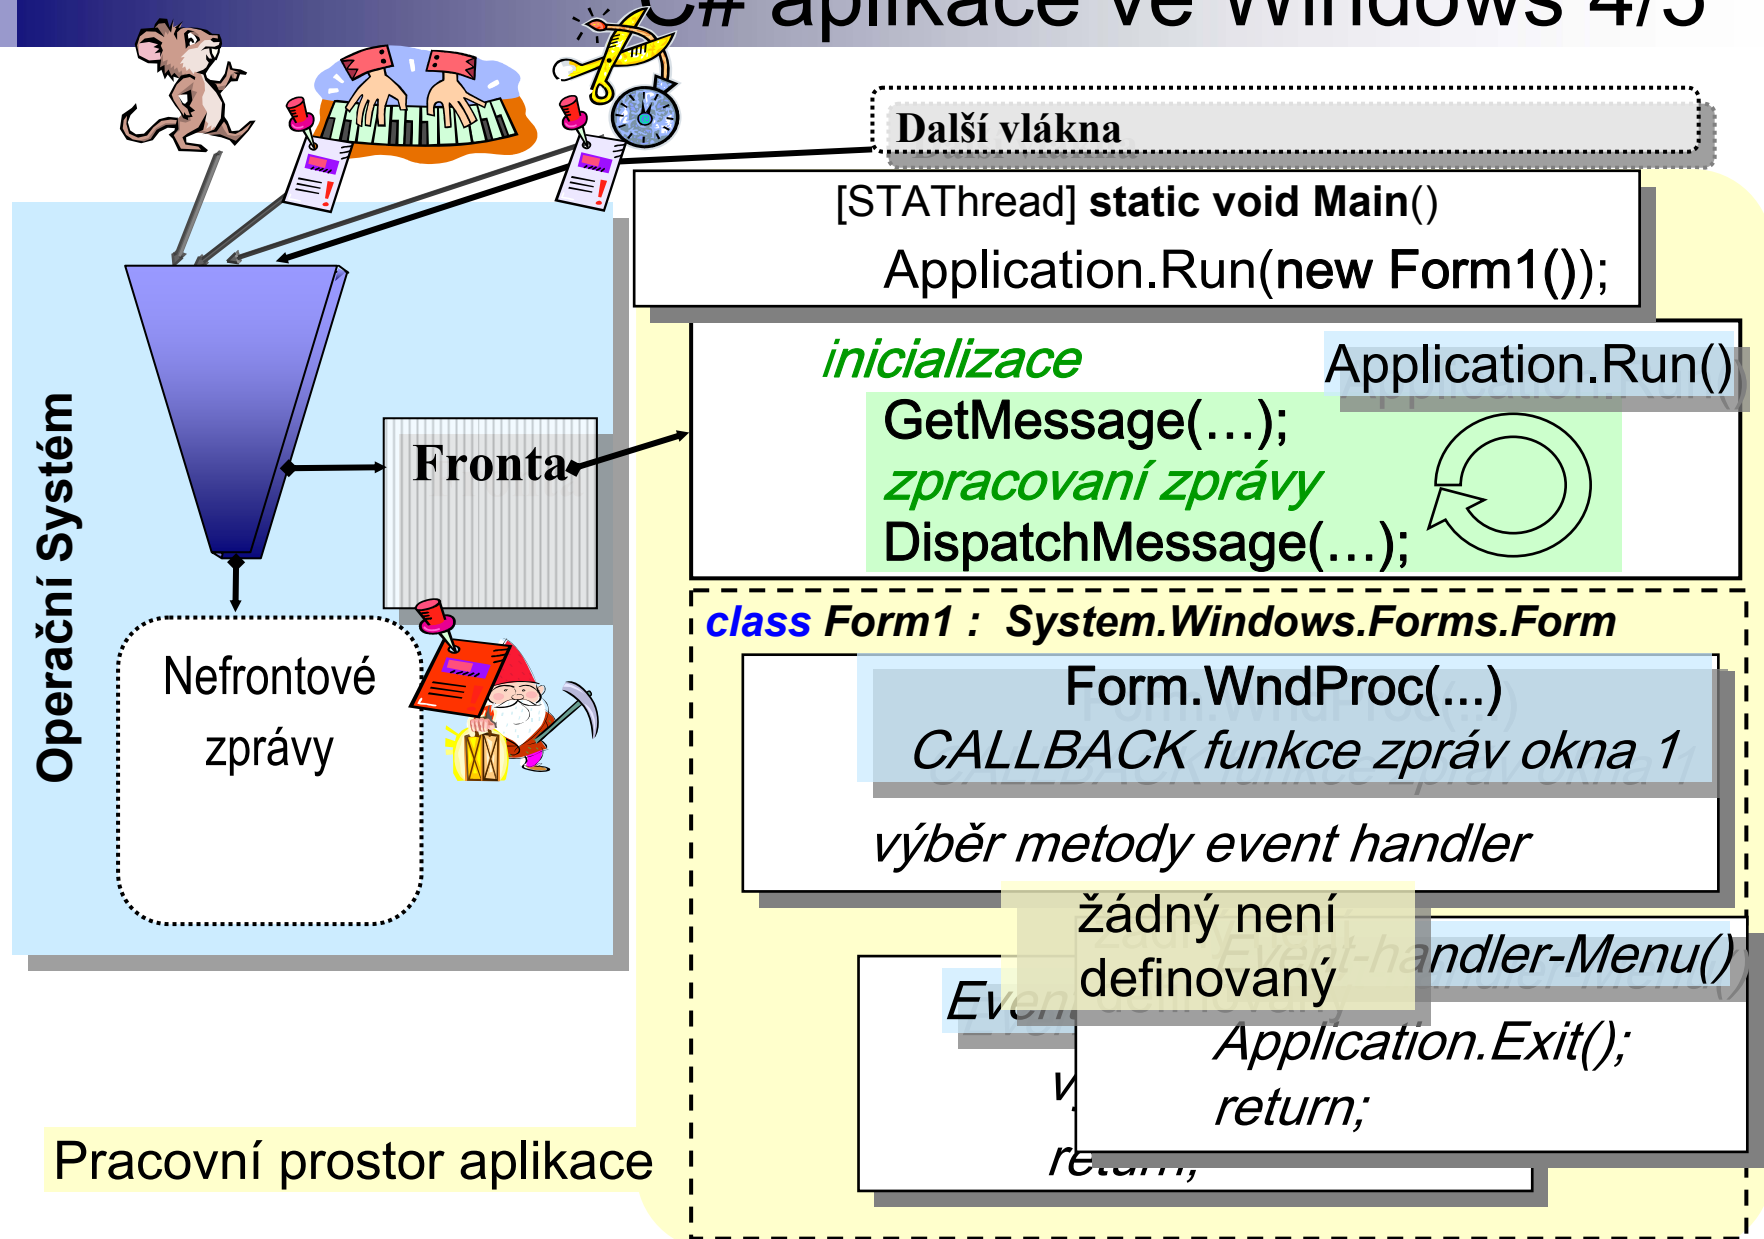 C# aplikace ve Windows 4/5
Další vlákna
[STAThread] static void Main()
Application.Run(new Form1());
inicializace
Application.Run()
GetMessage(…);
zpracovaní zprávy
DispatchMessage(…);
Operační Systém
Fronta
Nefrontové
zprávy
class Form1 : System.Windows.Forms.Form
Form.WndProc(...)
CALLBACK funkce zpráv okna 1
výběr metody event handler
žádný není
definovaný
Event-handler-Menu()
Application.Exit();
return;
Event
return;
Pracovní prostor aplikace